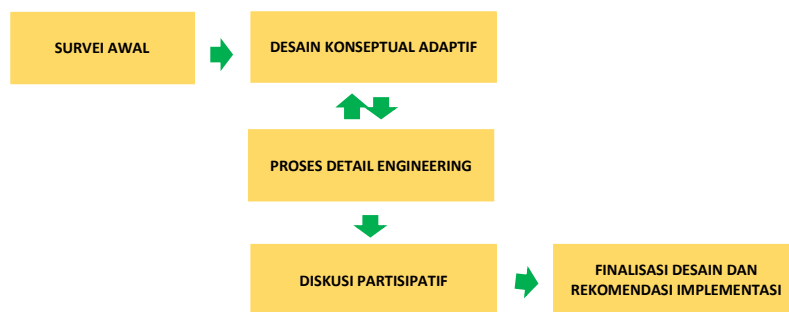 SURVEI AWAL
DESAIN KONSEPTUAL ADAPTIF
PROSES DETAIL ENGINEERING
DISKUSI PARTISIPATIF
FINALISASI DESAIN DAN
REKOMENDASI IMPLEMENTASI